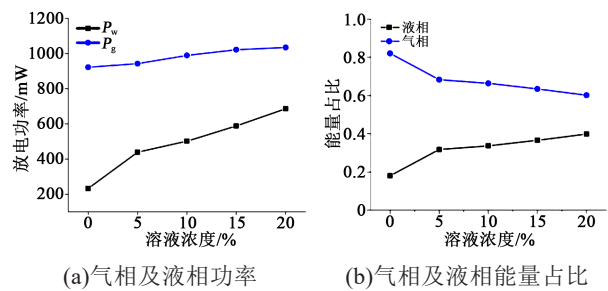 1200
1000
800
600
400
200
放电功率/mW
Pw
Pg
0 5 10 15 20
溶液浓度/%
(a)气相及液相功率
1.0
0.8
0.6
0.4
0.2
0
能量占比
液相
气相
0 5 10 15 20
溶液浓度/%
(b)气相及液相能量占比